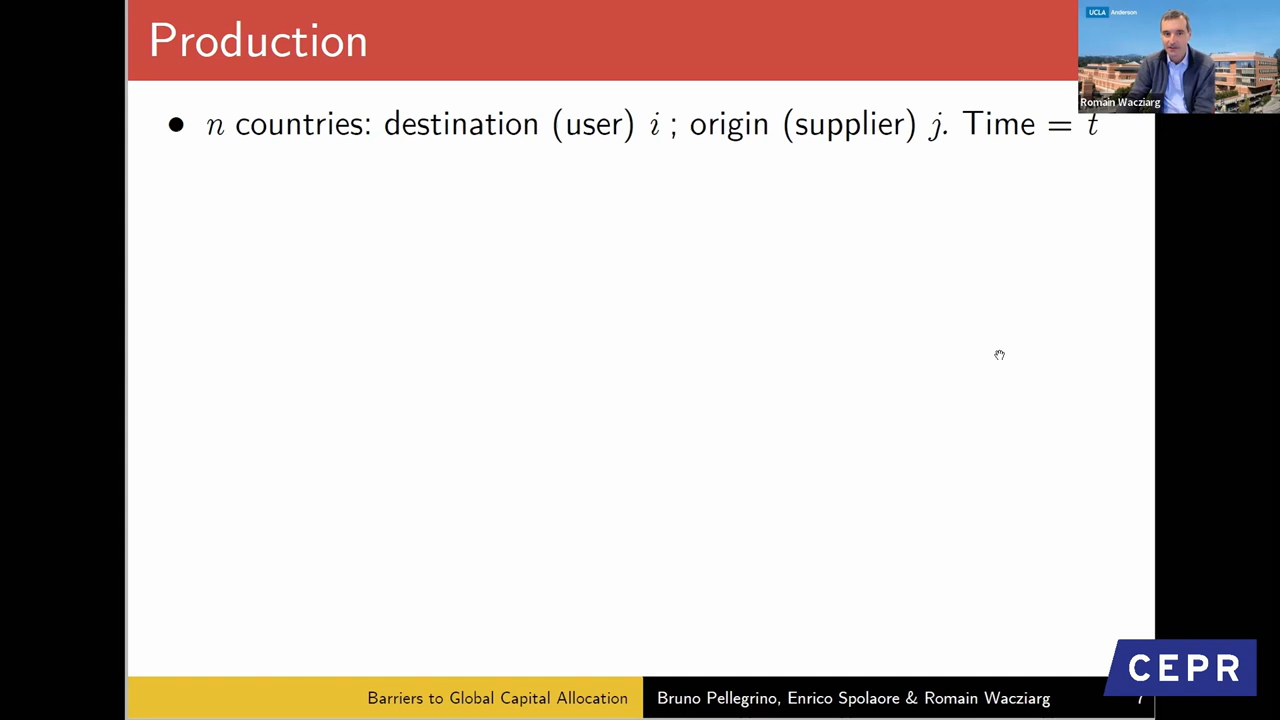 Production
UCLA Anderson
Romain Wacziarg
• n countries: destination (user) i ; origin (supplier) j. Time = t
Barriers to Global Capital Allocation
Bruno Pellegrino, Enrico Spolaore & Romain Wacziarg
CEPR